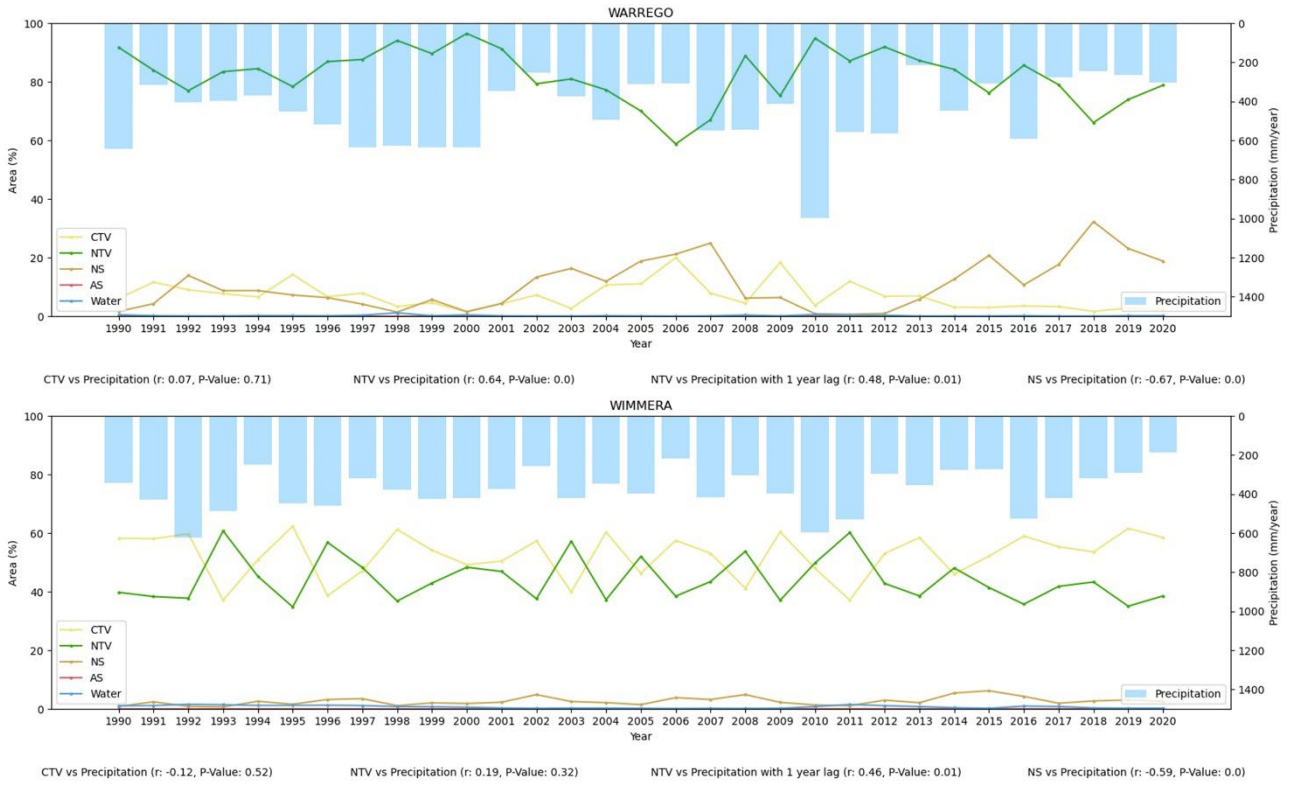 WARREGO
100
80
60
40
20
0
Area (%)
0
200
400
600
800
1000
1200
1400
Precipitation (mm/year)
CTV
NTV
NS
AS
Water
Precipitation
1990 1991 1992 1993 1994 1995 1996 1997 1998 1999 2000 2001 2002 2003 2004 2005 2006 2007 2008 2009 2010 2011 2012 2013 2014 2015 2016 2017 2018 2019 2020
Year
CTV vs Precipitation (r: 0.07, P-Value: 0.71) NTV vs Precipitation (r: 0.64, P-Value: 0.0) NTV vs Precipitation with 1 year lag (r: 0.48, P-Value: 0.01) NS vs Precipitation (r: -0.67, P-Value: 0.0)
WIMMERA
100
80
60
40
20
0
Area (%)
0
200
400
600
800
1000
1200
1400
Precipitation (mm/year)
CTV
NTV
NS
AS
Water
Precipitation
1990 1991 1992 1993 1994 1995 1996 1997 1998 1999 2000 2001 2002 2003 2004 2005 2006 2007 2008 2009 2010 2011 2012 2013 2014 2015 2016 2017 2018 2019 2020
Year
CTV vs Precipitation (r: -0.12, P-Value: 0.52) NTV vs Precipitation (r: 0.19, P-Value: 0.32) NTV vs Precipitation with 1 year lag (r: 0.46, P-Value: 0.01) NS vs Precipitation (r: -0.59, P-Value: 0.0)